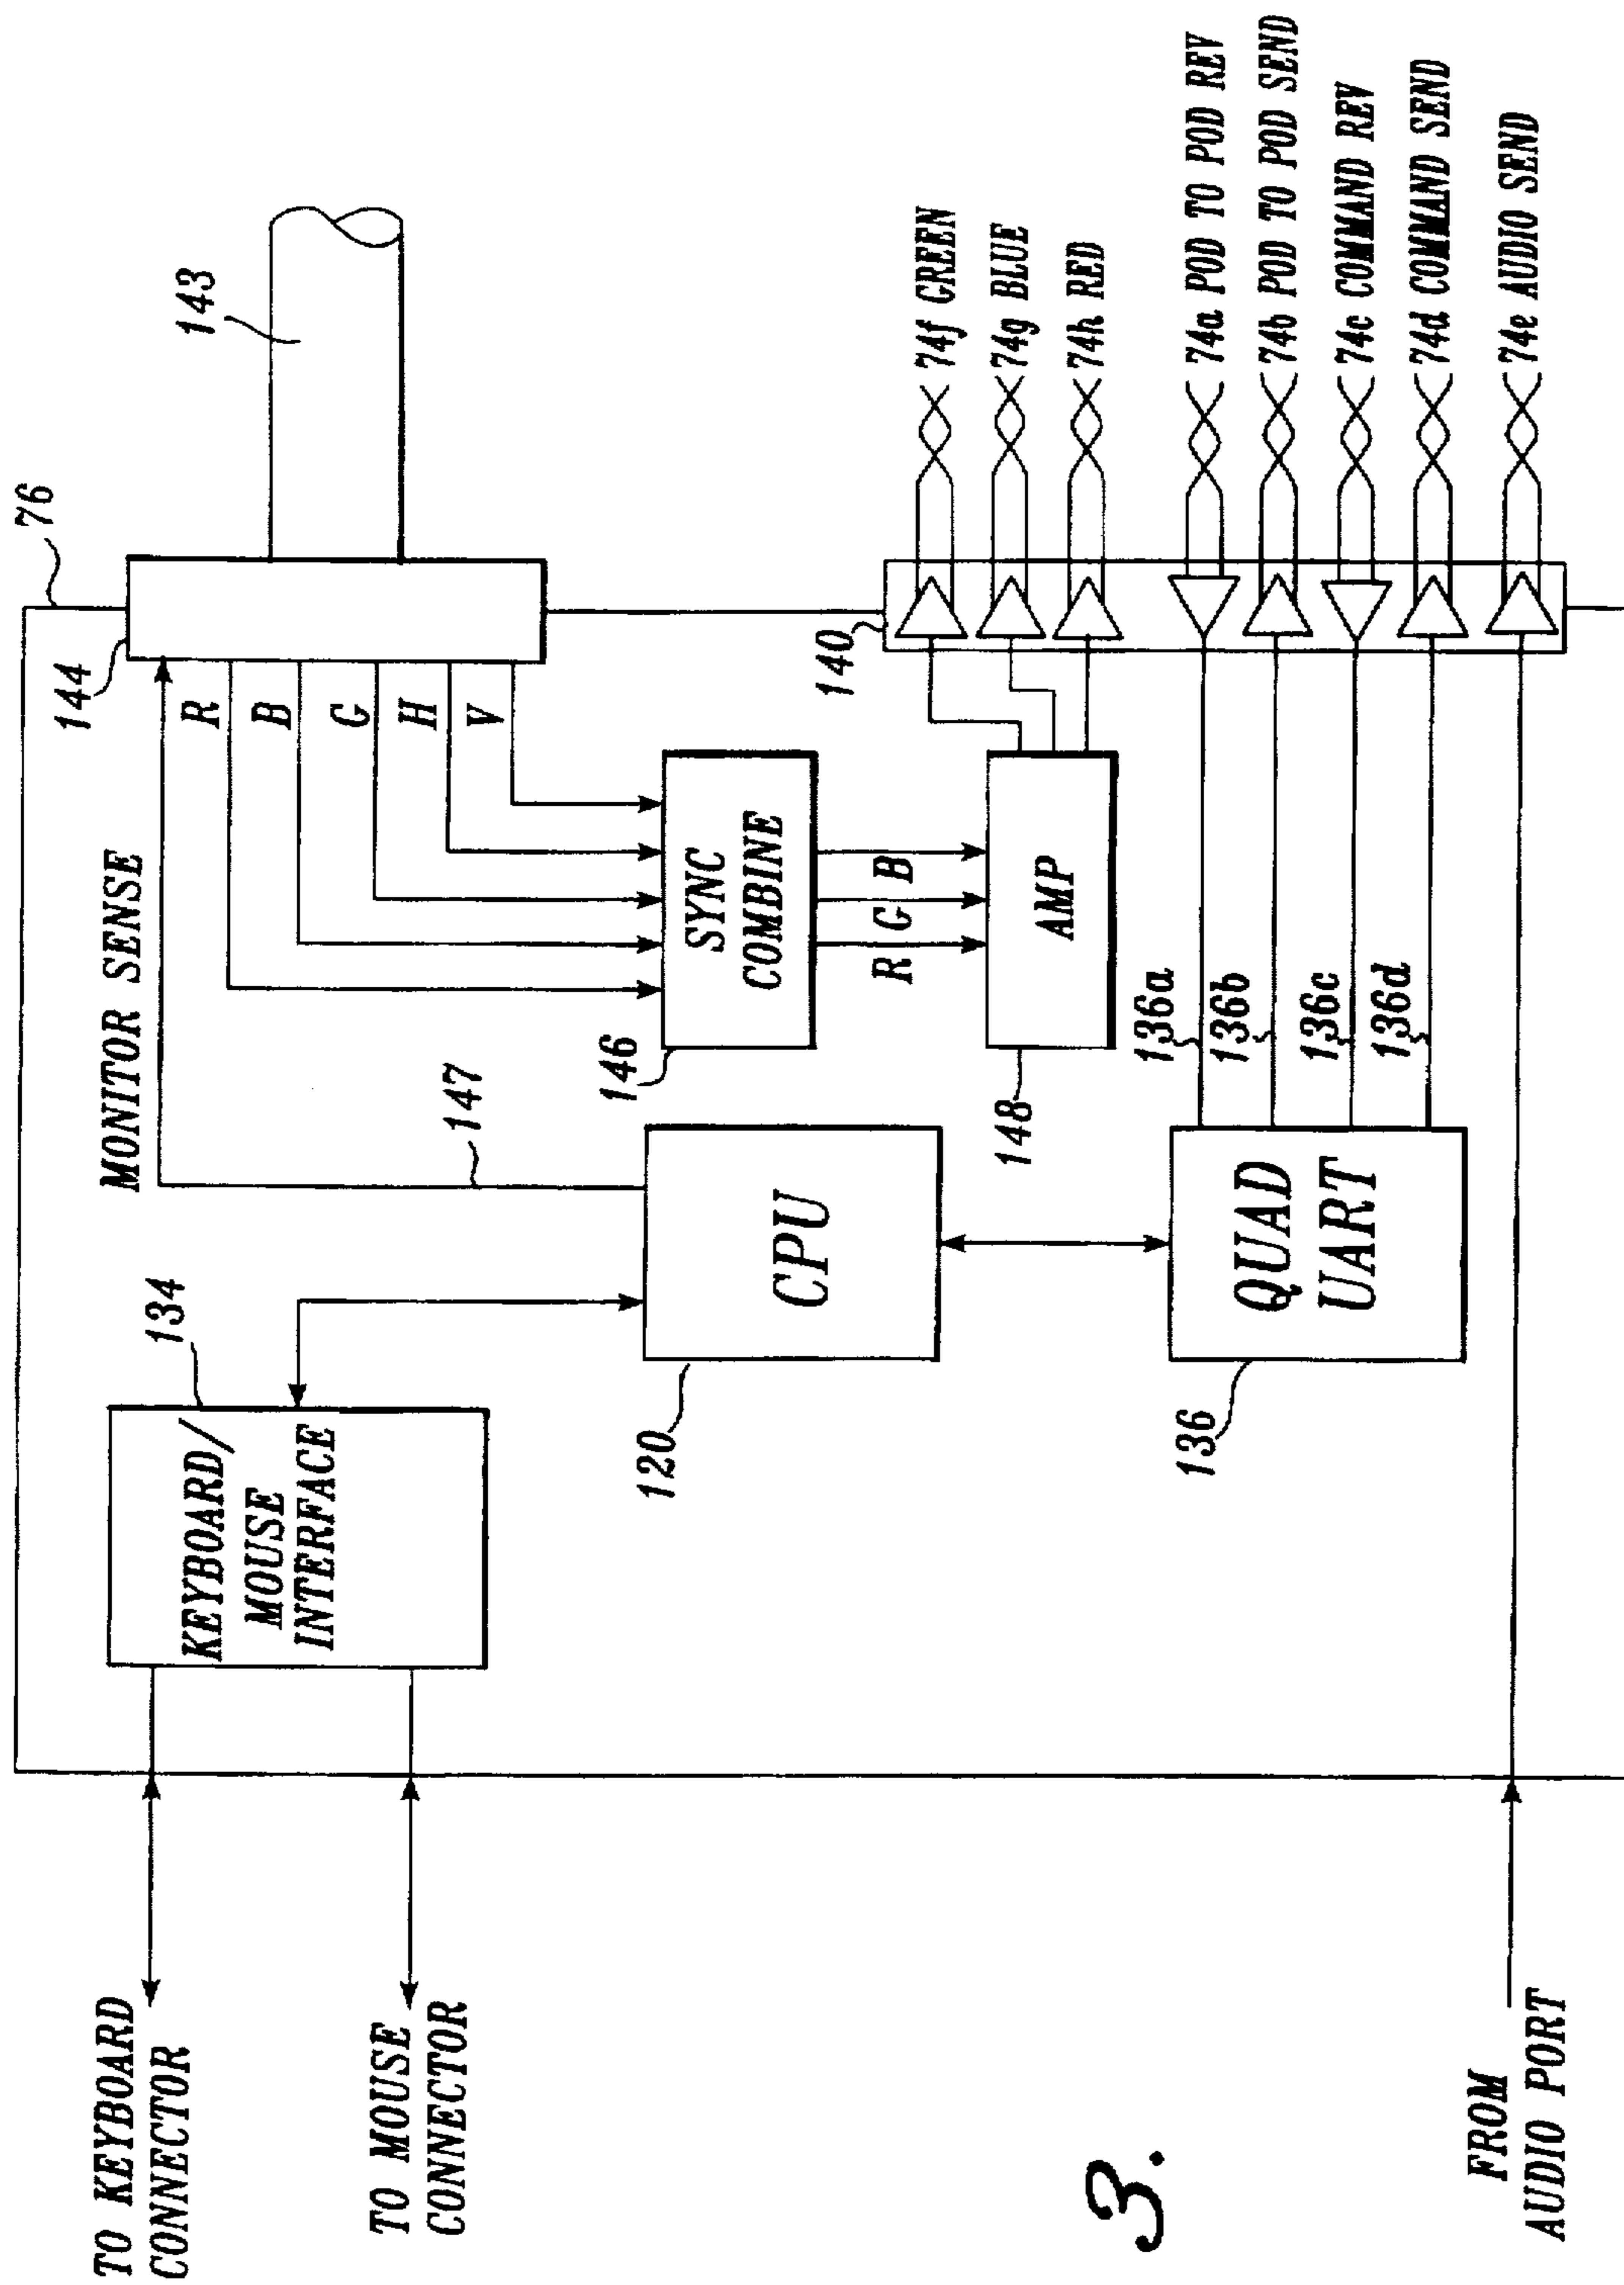 76
144
143
MONITOR SENSE
R
B
G
H
V
147
134
KEYBOARD/
MOUSE
INTERFACE
TO KEYBOARD
CONNECTOR
TO MOUSE
CONNECTOR
SYNC
COMBINE
146
R G B
AMP
148
CPU
120
QUAD
UART
136
136a
136b
136c
136d
140
74f GREEN
74g BLUE
74h RED
74a POD TO POD REV
74b POD TO POD SEND
74c COMMAND REV
74d COMMAND SEND
74e AUDIO SEND
FROM
AUDIO PORT
3.